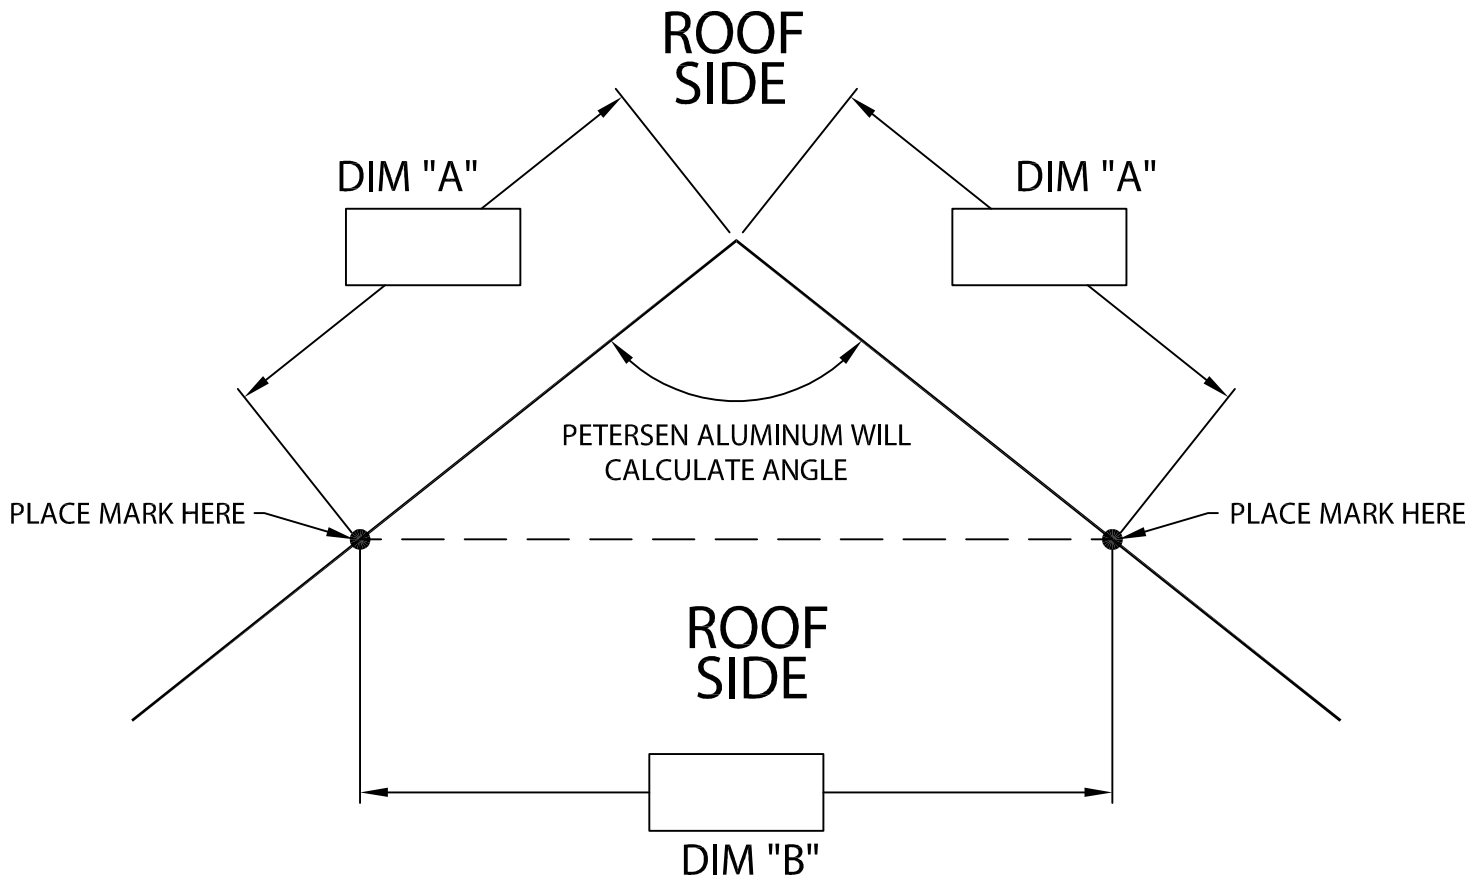 ROOF
SIDE
DIM "A"
DIM "A"
PETERSEN ALUMINUM WILL
CALCULATE ANGLE
PLACE MARK HERE
PLACE MARK HERE
ROOF
SIDE
DIM "B"